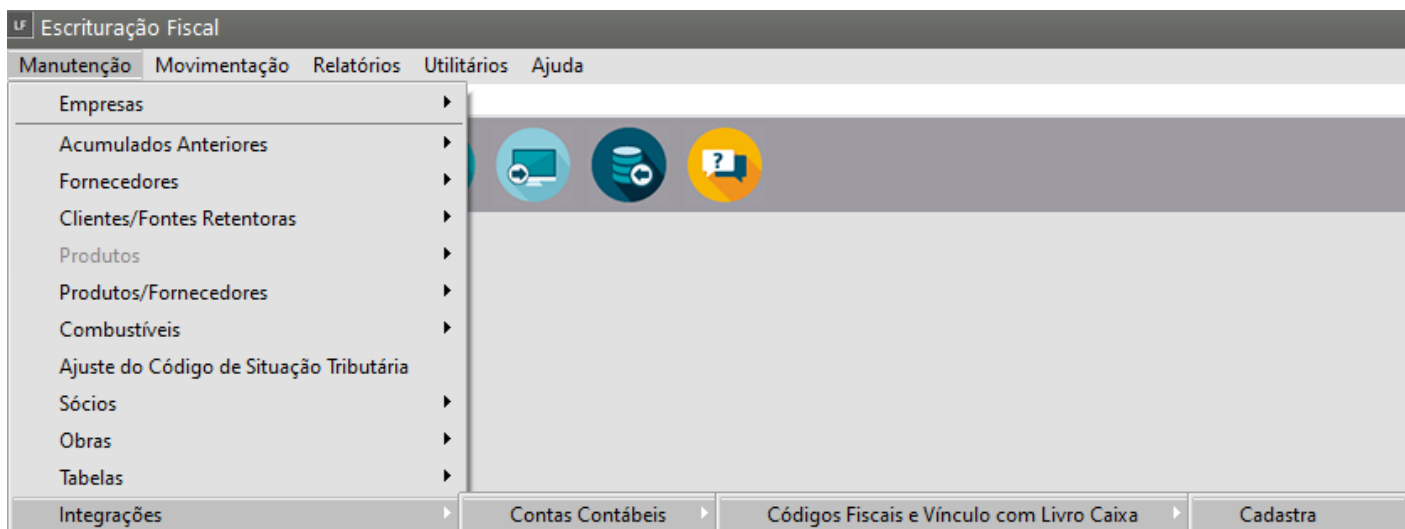 LF Escrituração Fiscal
Manutenção Movimentação Relatórios Utilitários Ajuda
Empresas
Acumulados Anteriores
Fornecedores
Clientes/Fontes Retentoras
?
Produtos
Produtos/Fornecedores
Combustíveis
Ajuste do Código de Situação Tributária
Sócios
Obras
Tabelas
Integrações Contas Contábeis Códigos Fiscais e Vínculo com Livro Caixa Cadastra